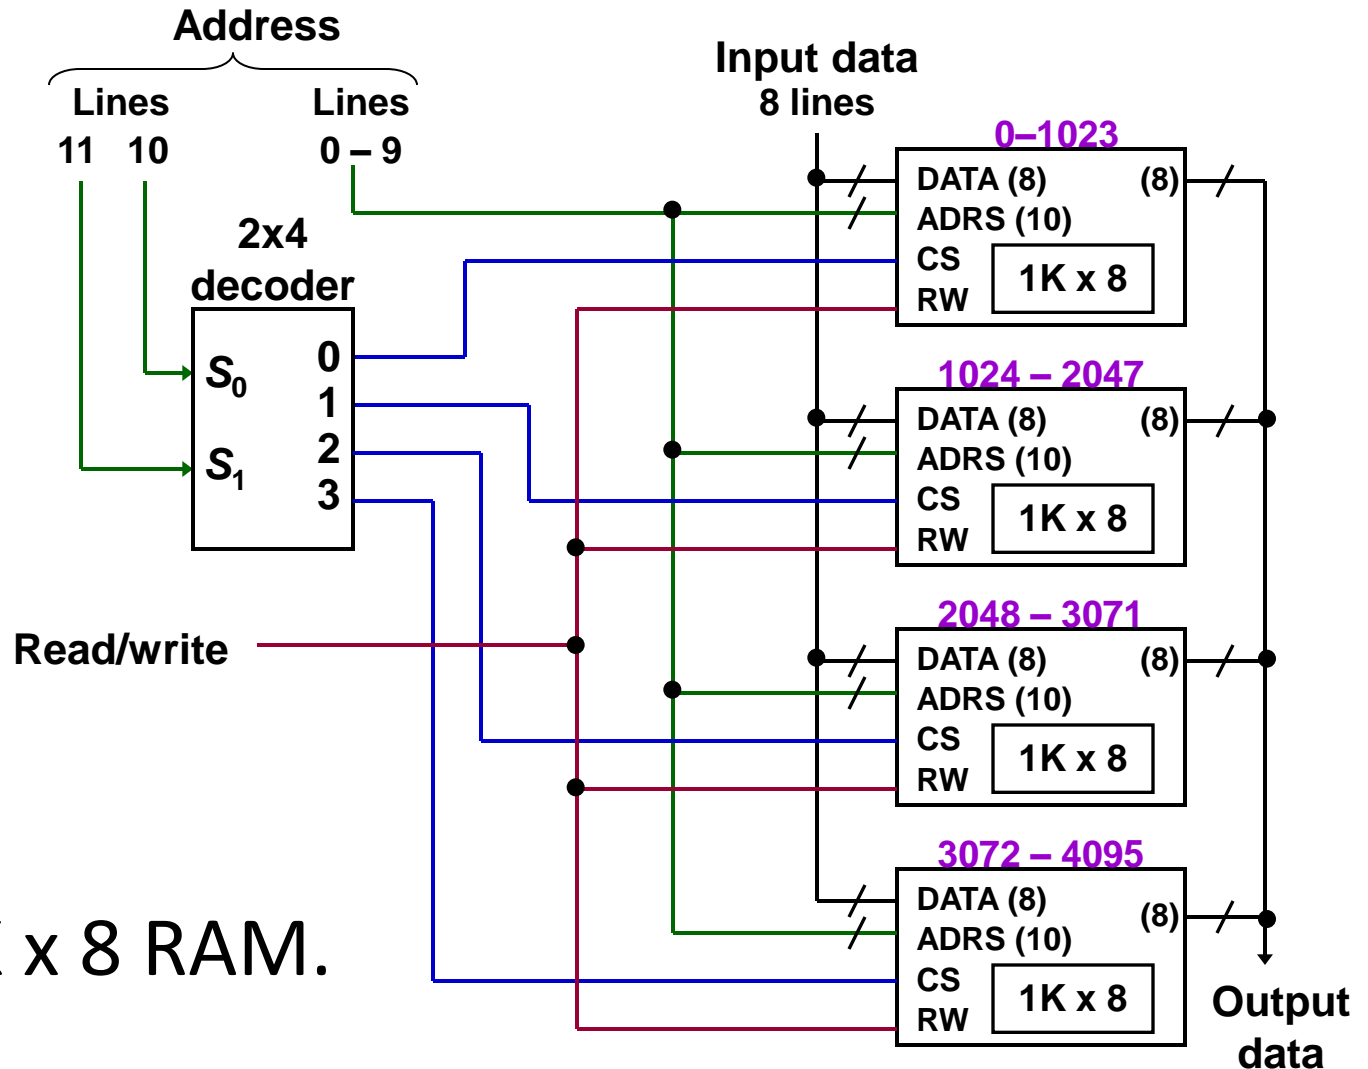 Address
Lines Lines
11 10 0 – 9
Input data
8 lines
2x4
decoder
S0
S1
0
1
2
3
Read/write
0–1023
DATA (8) (8)
ADRS (10)
CS
RW
1K x 8
1024 – 2047
DATA (8) (8)
ADRS (10)
CS
RW
1K x 8
2048 – 3071
DATA (8) (8)
ADRS (10)
CS
RW
1K x 8
3072 – 4095
DATA (8) (8)
ADRS (10)
CS
RW
1K x 8
x 8 RAM.
Output
data